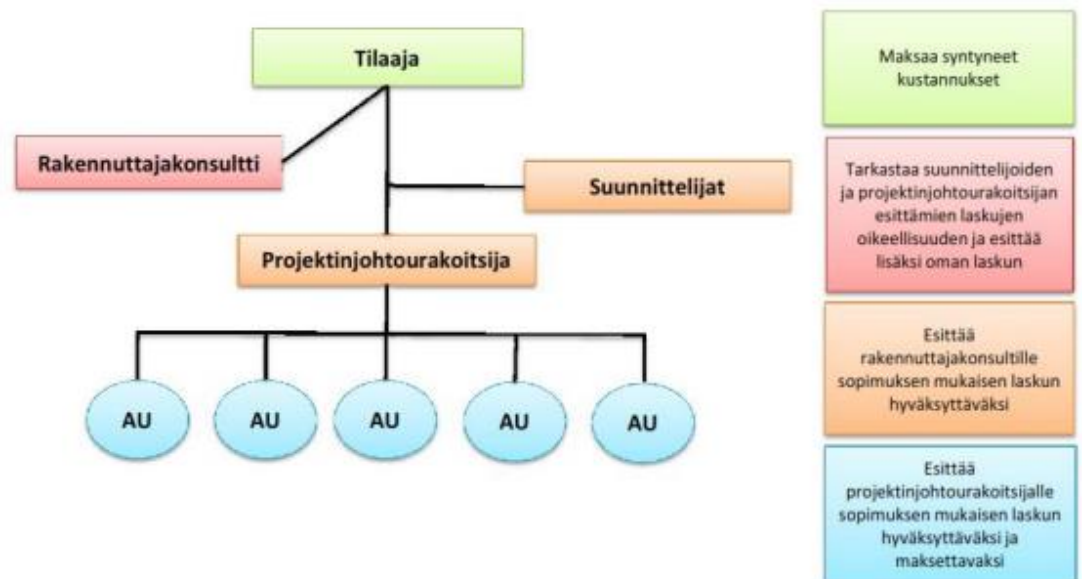 Tilaaja
Rakennuttajakonsultti
Suunnittelijat
Projektinjohtourakoitsija
AU
AU
AU
AU
AU
Maksaa syntyneet
kustannukset
Tarkastaa suunnittelijoiden
ja projektinjohtourakoitsijan
esittämien laskujen
oikeellisuuden ja esittää
lisäksi oman laskun
Esittää
rakennuttajakonsultille
sopimuksen mukaisen laskun
hyväksyttäväksi
Esittää
projektinjohtourakoitsijalle
sopimuksen mukaisen laskun
hyväksyttäväksi ja
maksettavaksi